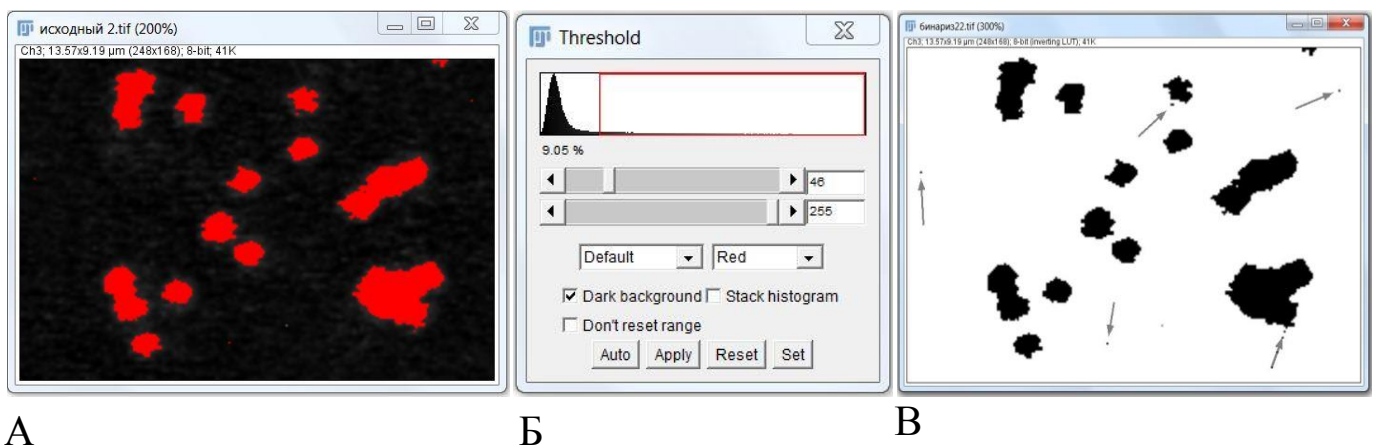 исходный 2.tif (200%)
Ch3; 13.57x9.19 µm (248x168); 8-bit; 41K
Threshold
9.05 %
46
255
Default
Red
Dark background
Stack histogram
Don't reset range
Auto
Apply
Reset
Set
бинариз22.tif (300%)
Ch3; 13.57x9.19 µm (248x168); 8-bit (inverting LUT); 41K
А
Б
В